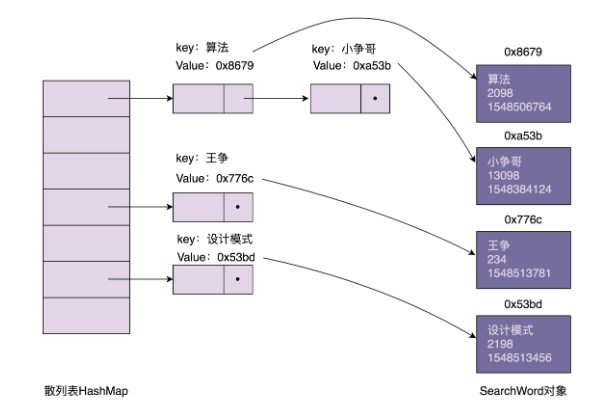 key：算法
Value：0x8679
key：小争哥
Value：0xa53b
0x8679
算法
2098
1548506764
0xa53b
小争哥
13098
1548384124
key：王争
Value：0x776c
0x776c
王争
234
1548513781
key：设计模式
Value：0x53bd
0x53bd
设计模式
2198
1548513456
散列表HashMap
SearchWord对象